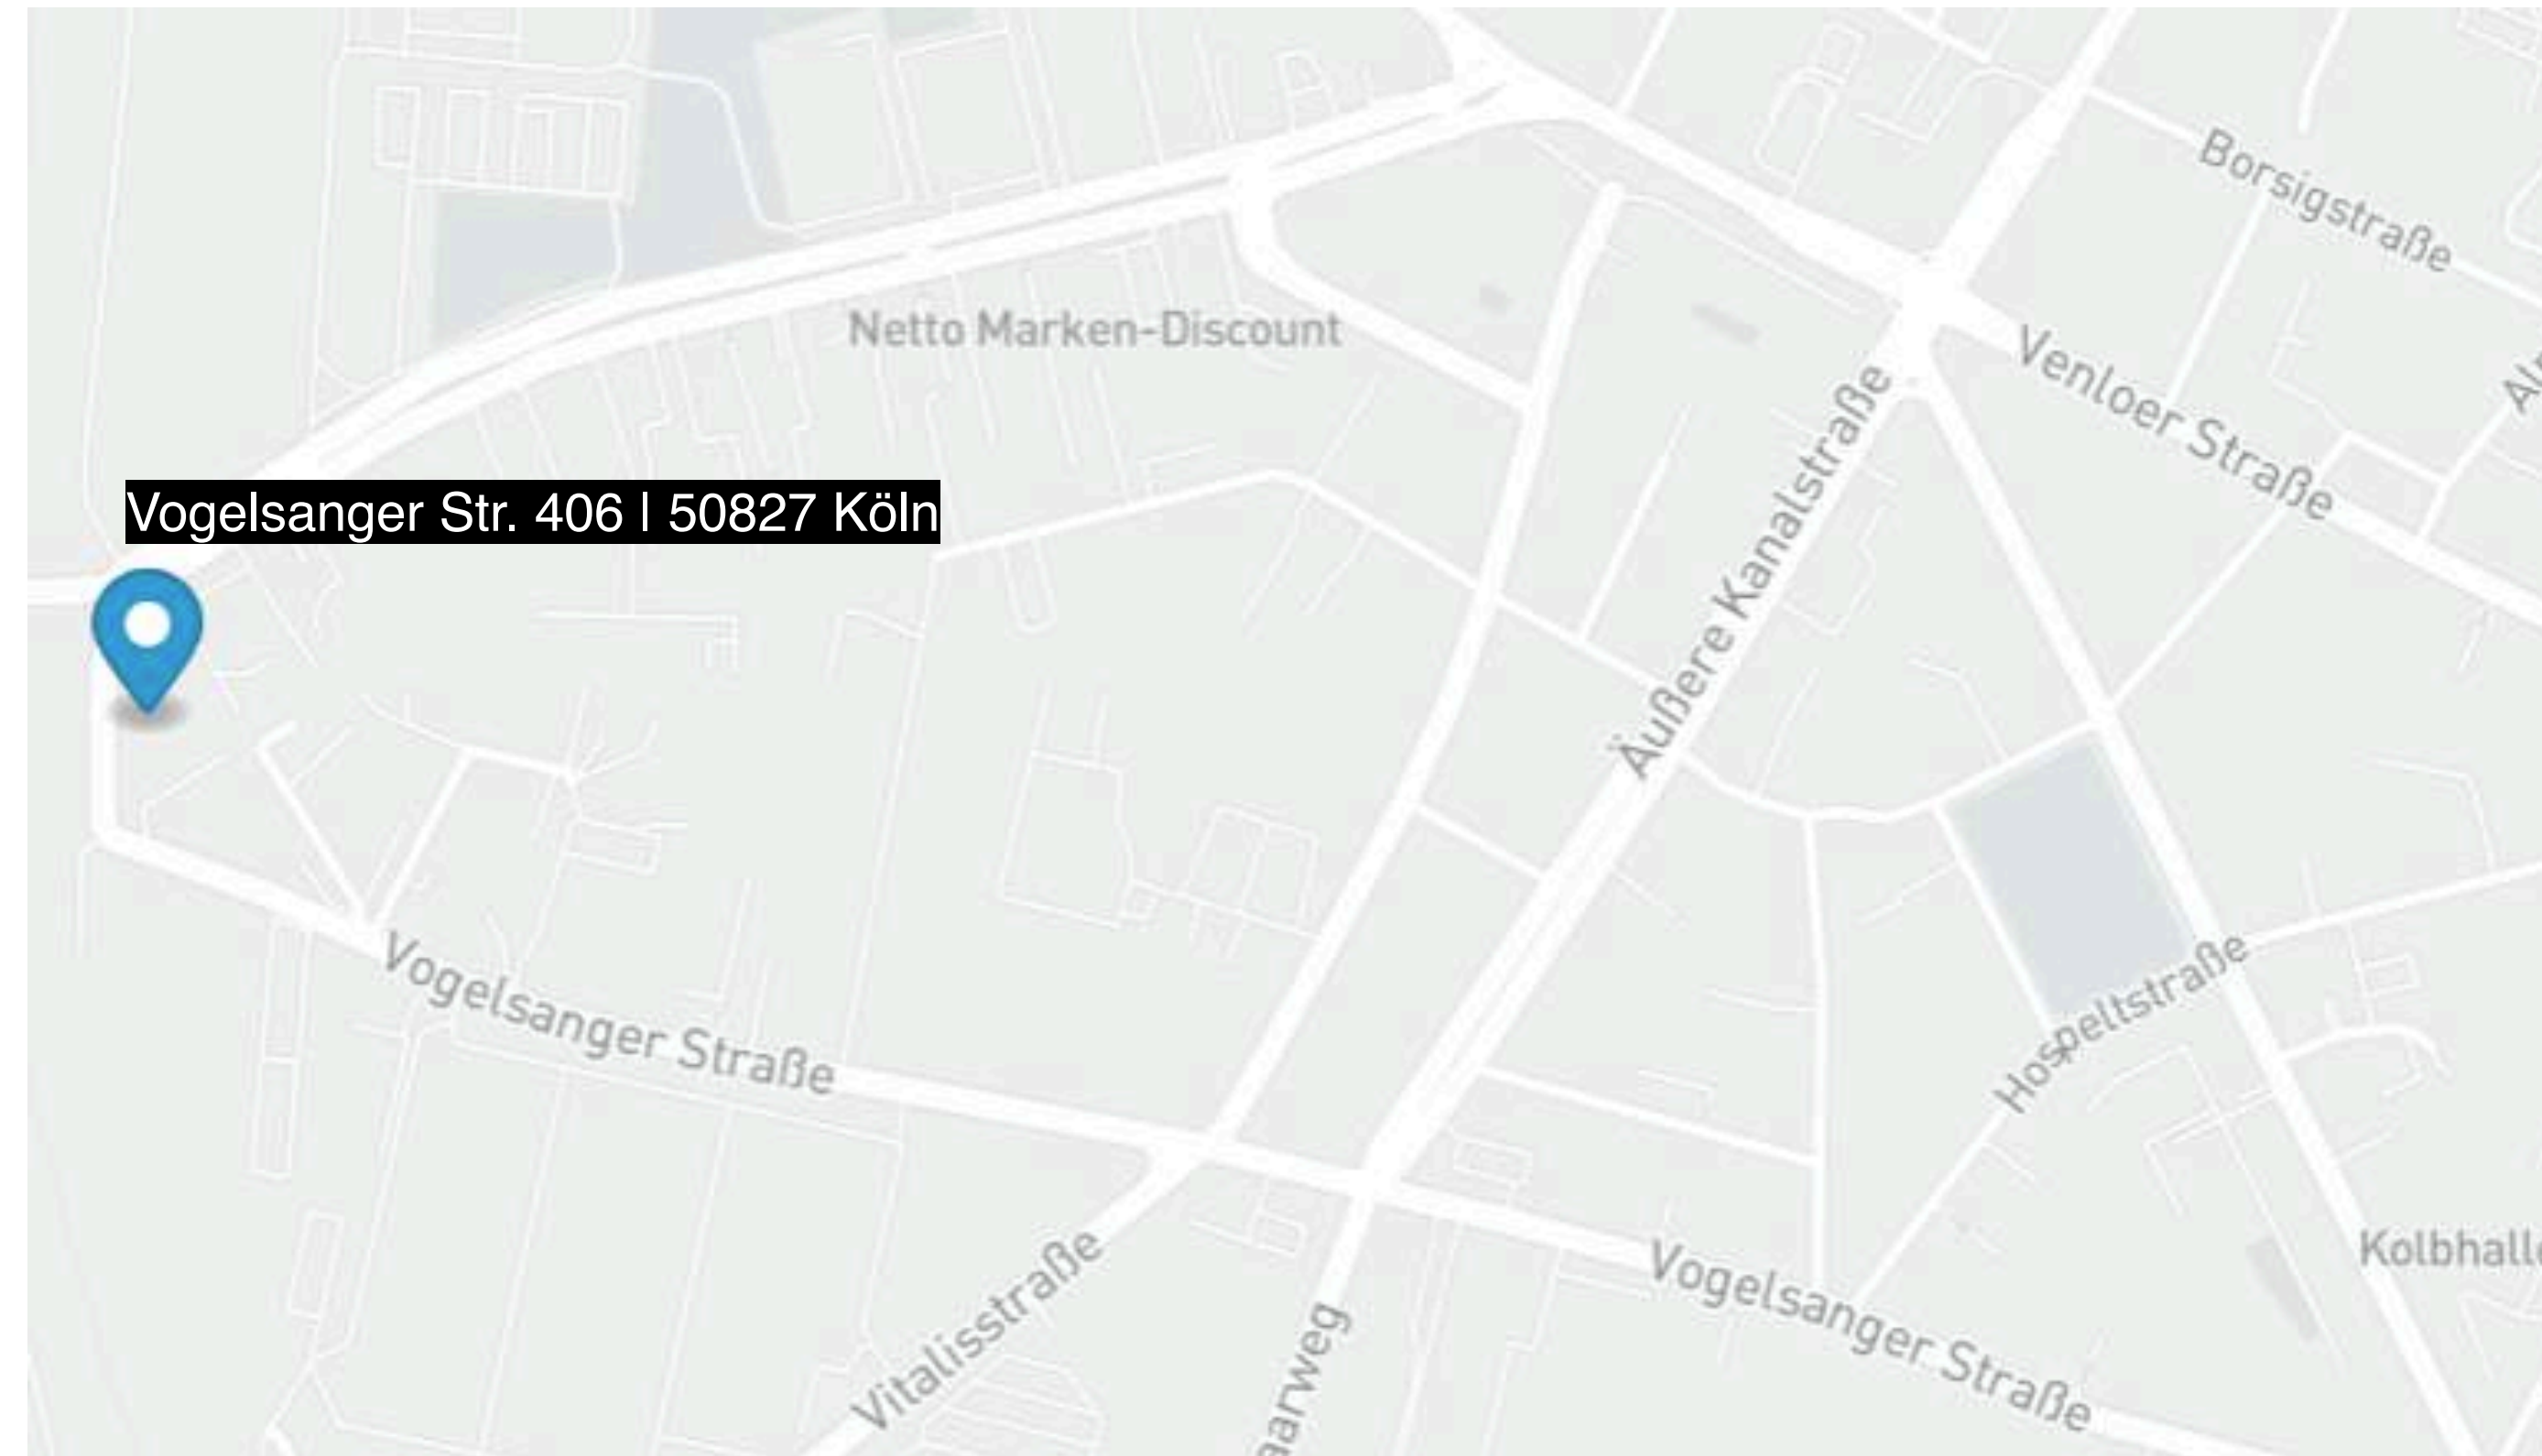 Borsigstraße
Netto Marken-Discount
Venloer Straße
Äußere Kanalstraße
Vogelsanger Str. 406 | 50827 Köln
Vogelsanger Straße
Hospeltstraße
Vitalisstraße
Vogelsanger Straße